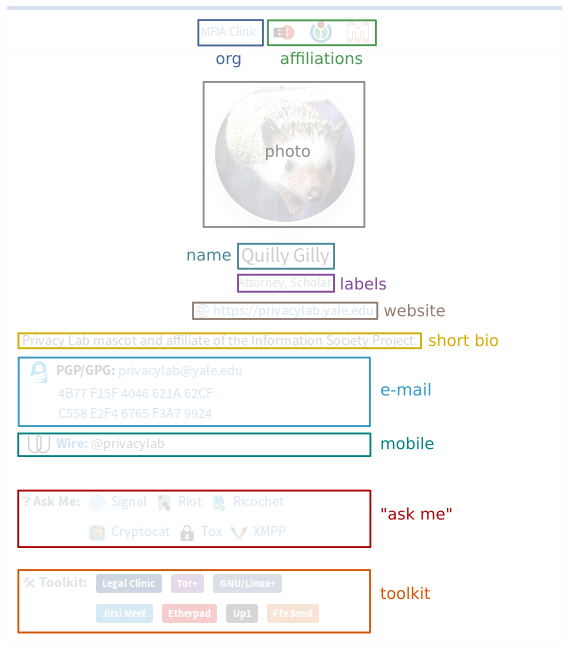 MFIA Clinic
org affiliations
photo
name Quilly Gilly
Attorney, Scholar labels
https://privacylab.yale.edu website
Privacy Lab mascot and affiliate of the Information Society Project. short bio
PGP/GPG: privacylab@yale.edu
e-mail
4B77 F15F 4046 621A 62CF
C558 E2F4 6765 F3A7 9924
Wire: @privacylab mobile
? Ask Me: Signal Riot Ricochet
"ask me"
Cryptocat Tox XMPP
Toolkit: Legal Clinic Tor+ GNU/Linux+
toolkit
Jitsi Meet Etherpad Up1 Ffx Send